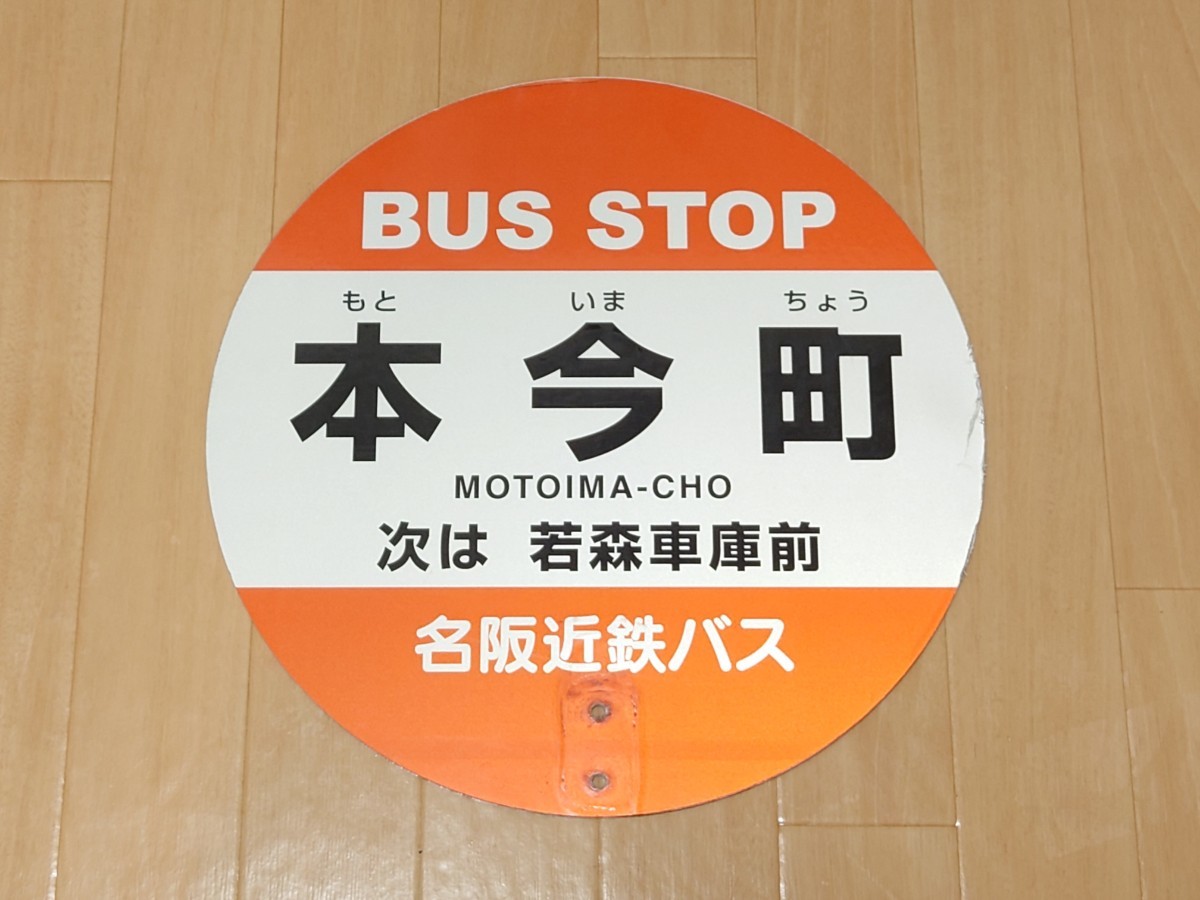 BUS STOP
もと いま ちょう
本今町
MOTOIMA-CHO
次は 若森車庫前
名阪近鉄バス